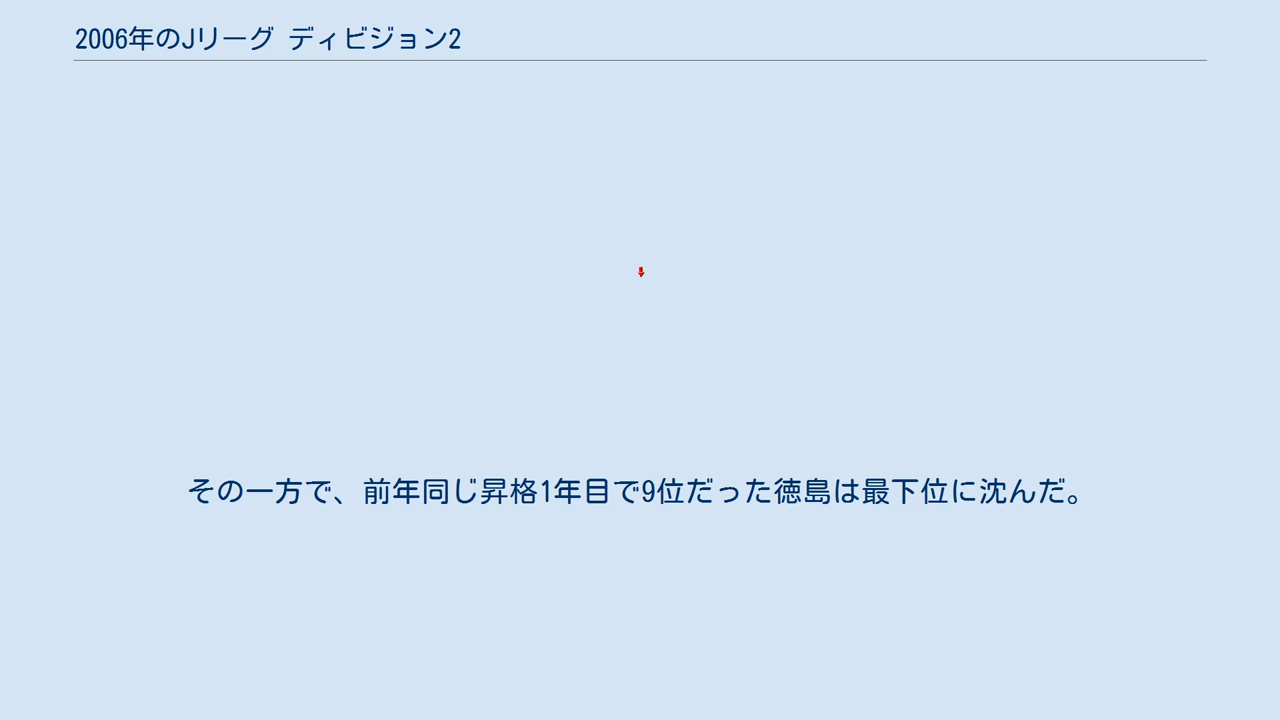 2006年のJリーグ ディビジョン2
その一方で、前年同じ昇格1年目で9位だった徳島は最下位に沈んだ。